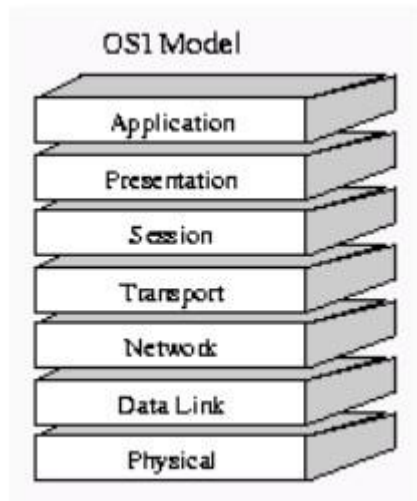 OSI Model
Application
Presentation
Session
Transport
Network
Data Link
Physical